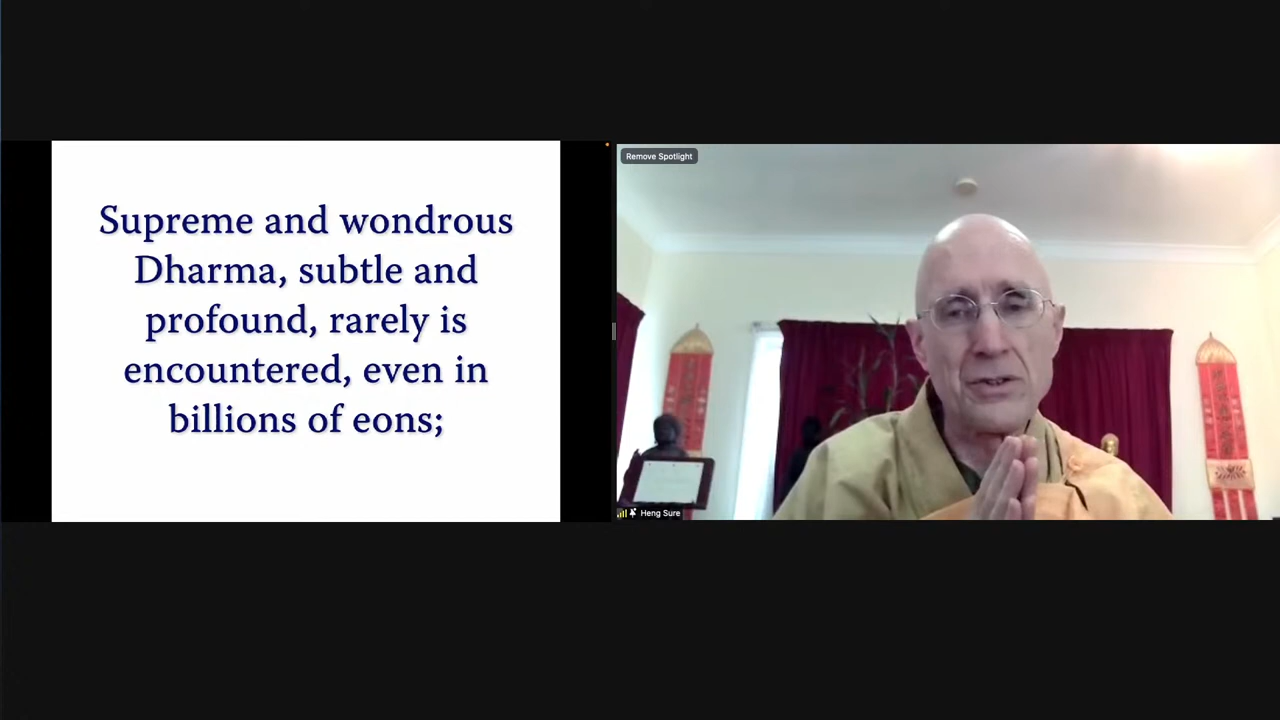 Supreme and wondrous
Dharma, subtle and
profound, rarely is
encountered, even in
billions of eons;
Remove Spotlight
Heng Sure